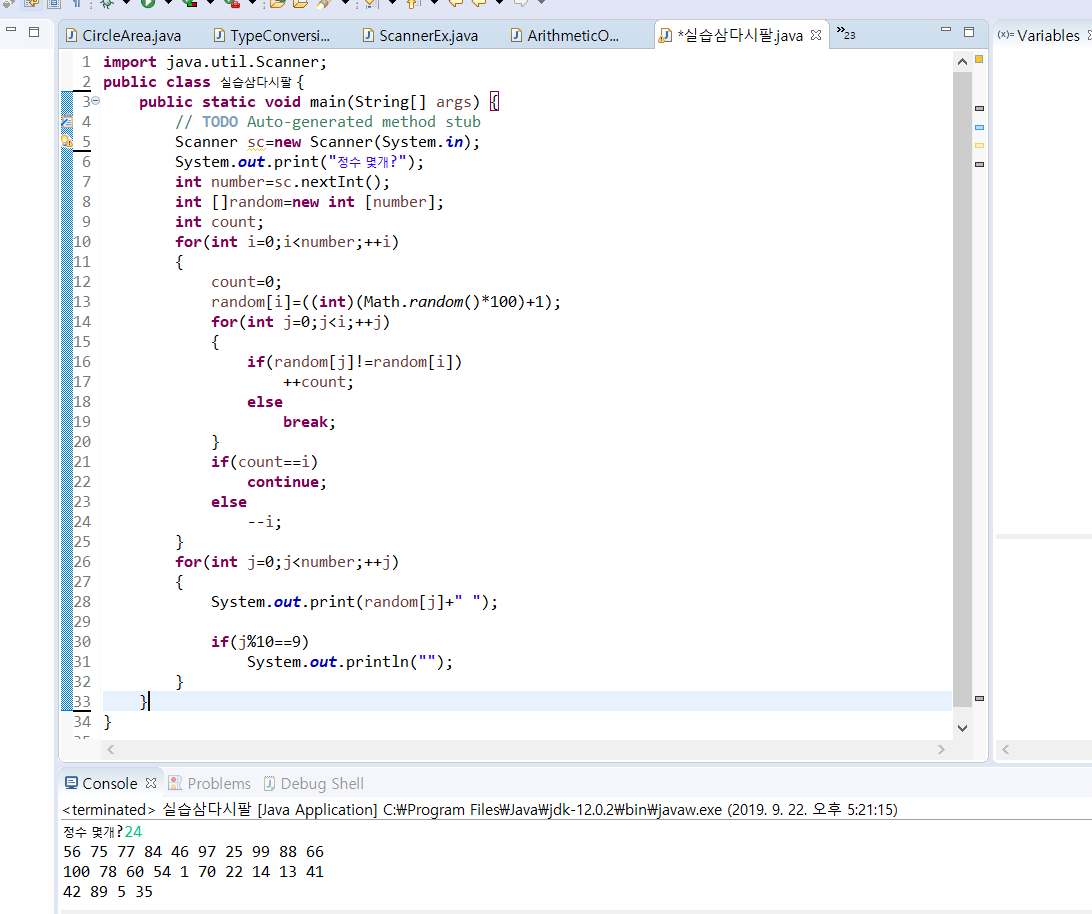 CircleArea.java TypeConversi... ScannerEx.java ArithmeticO... *실습삼다시팔.java »23 (x)= Variables
1 import java.util.Scanner;
2 public class 실습삼다시팔 {
3 public static void main(String[] args) {
4 // TODO Auto-generated method stub
5 Scanner sc=new Scanner(System.in);
6 System.out.print("정수 몇개?");
7 int number=sc.nextInt();
8 int []random=new int [number];
9 int count;
10 for(int i=0;i<number;++i)
11 {
12 count=0;
13 random[i]=((int)(Math.random()*100)+1);
14 for(int j=0;j<i;++j)
15 {
16 if(random[j]!=random[i])
17 ++count;
18 else
19 break;
20 }
21 if(count==i)
22 continue;
23 else
24 --i;
25 }
26 for(int j=0;j<number;++j)
27 {
28 System.out.print(random[j]+" ");
29
30 if(j%10==9)
31 System.out.println("");
32 }
33 }
34 }
Console Problems Debug Shell
<terminated> 실습삼다시팔 [Java Application] C:₩Program Files₩Java₩jdk-12.0.2₩bin₩javaw.exe (2019. 9. 22. 오후 5:21:15)
정수 몇개?24
56 75 77 84 46 97 25 99 88 66
100 78 60 54 1 70 22 14 13 41
42 89 5 35